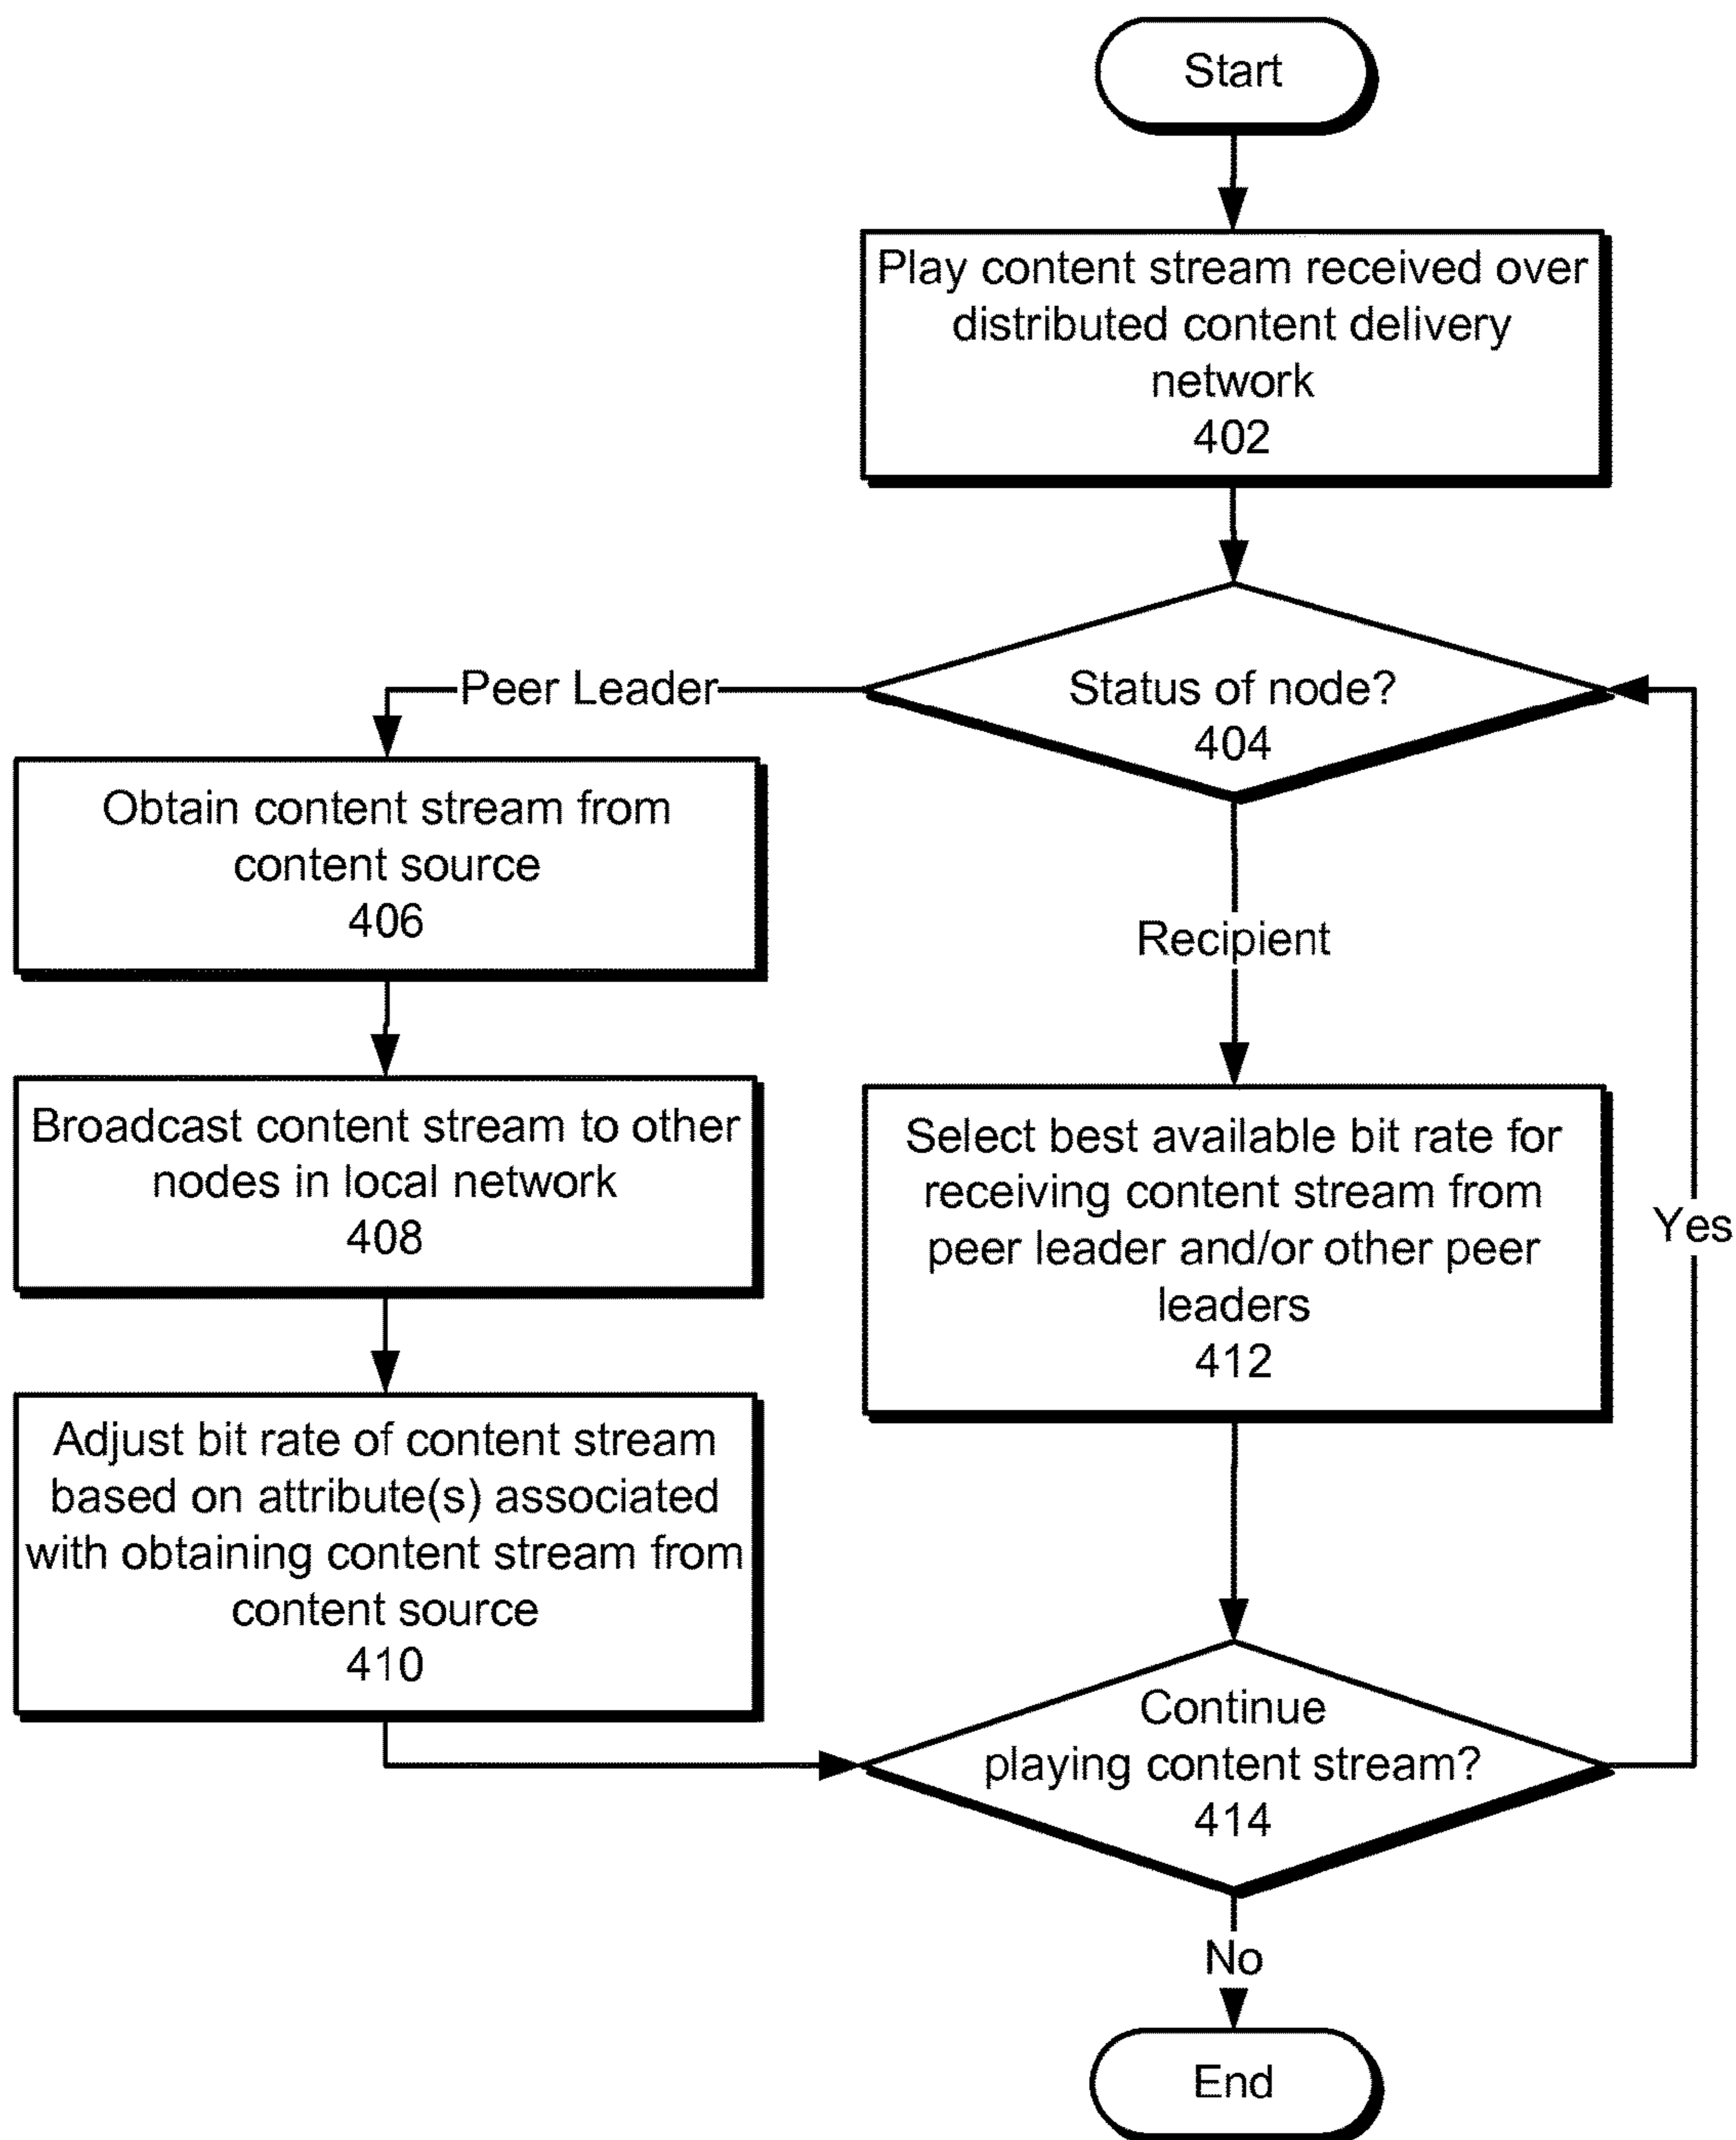 Start
Play content stream received over
distributed content delivery
network
402
Status of node?
404
Peer Leader
Obtain content stream from
content source
406
Recipient
Broadcast content stream to other
nodes in local network
408
Select best available bit rate for
receiving content stream from
peer leader and/or other peer
leaders
412
Yes
Adjust bit rate of content stream
based on attribute(s) associated
with obtaining content stream from
content source
410
Continue
playing content stream?
414
No
End